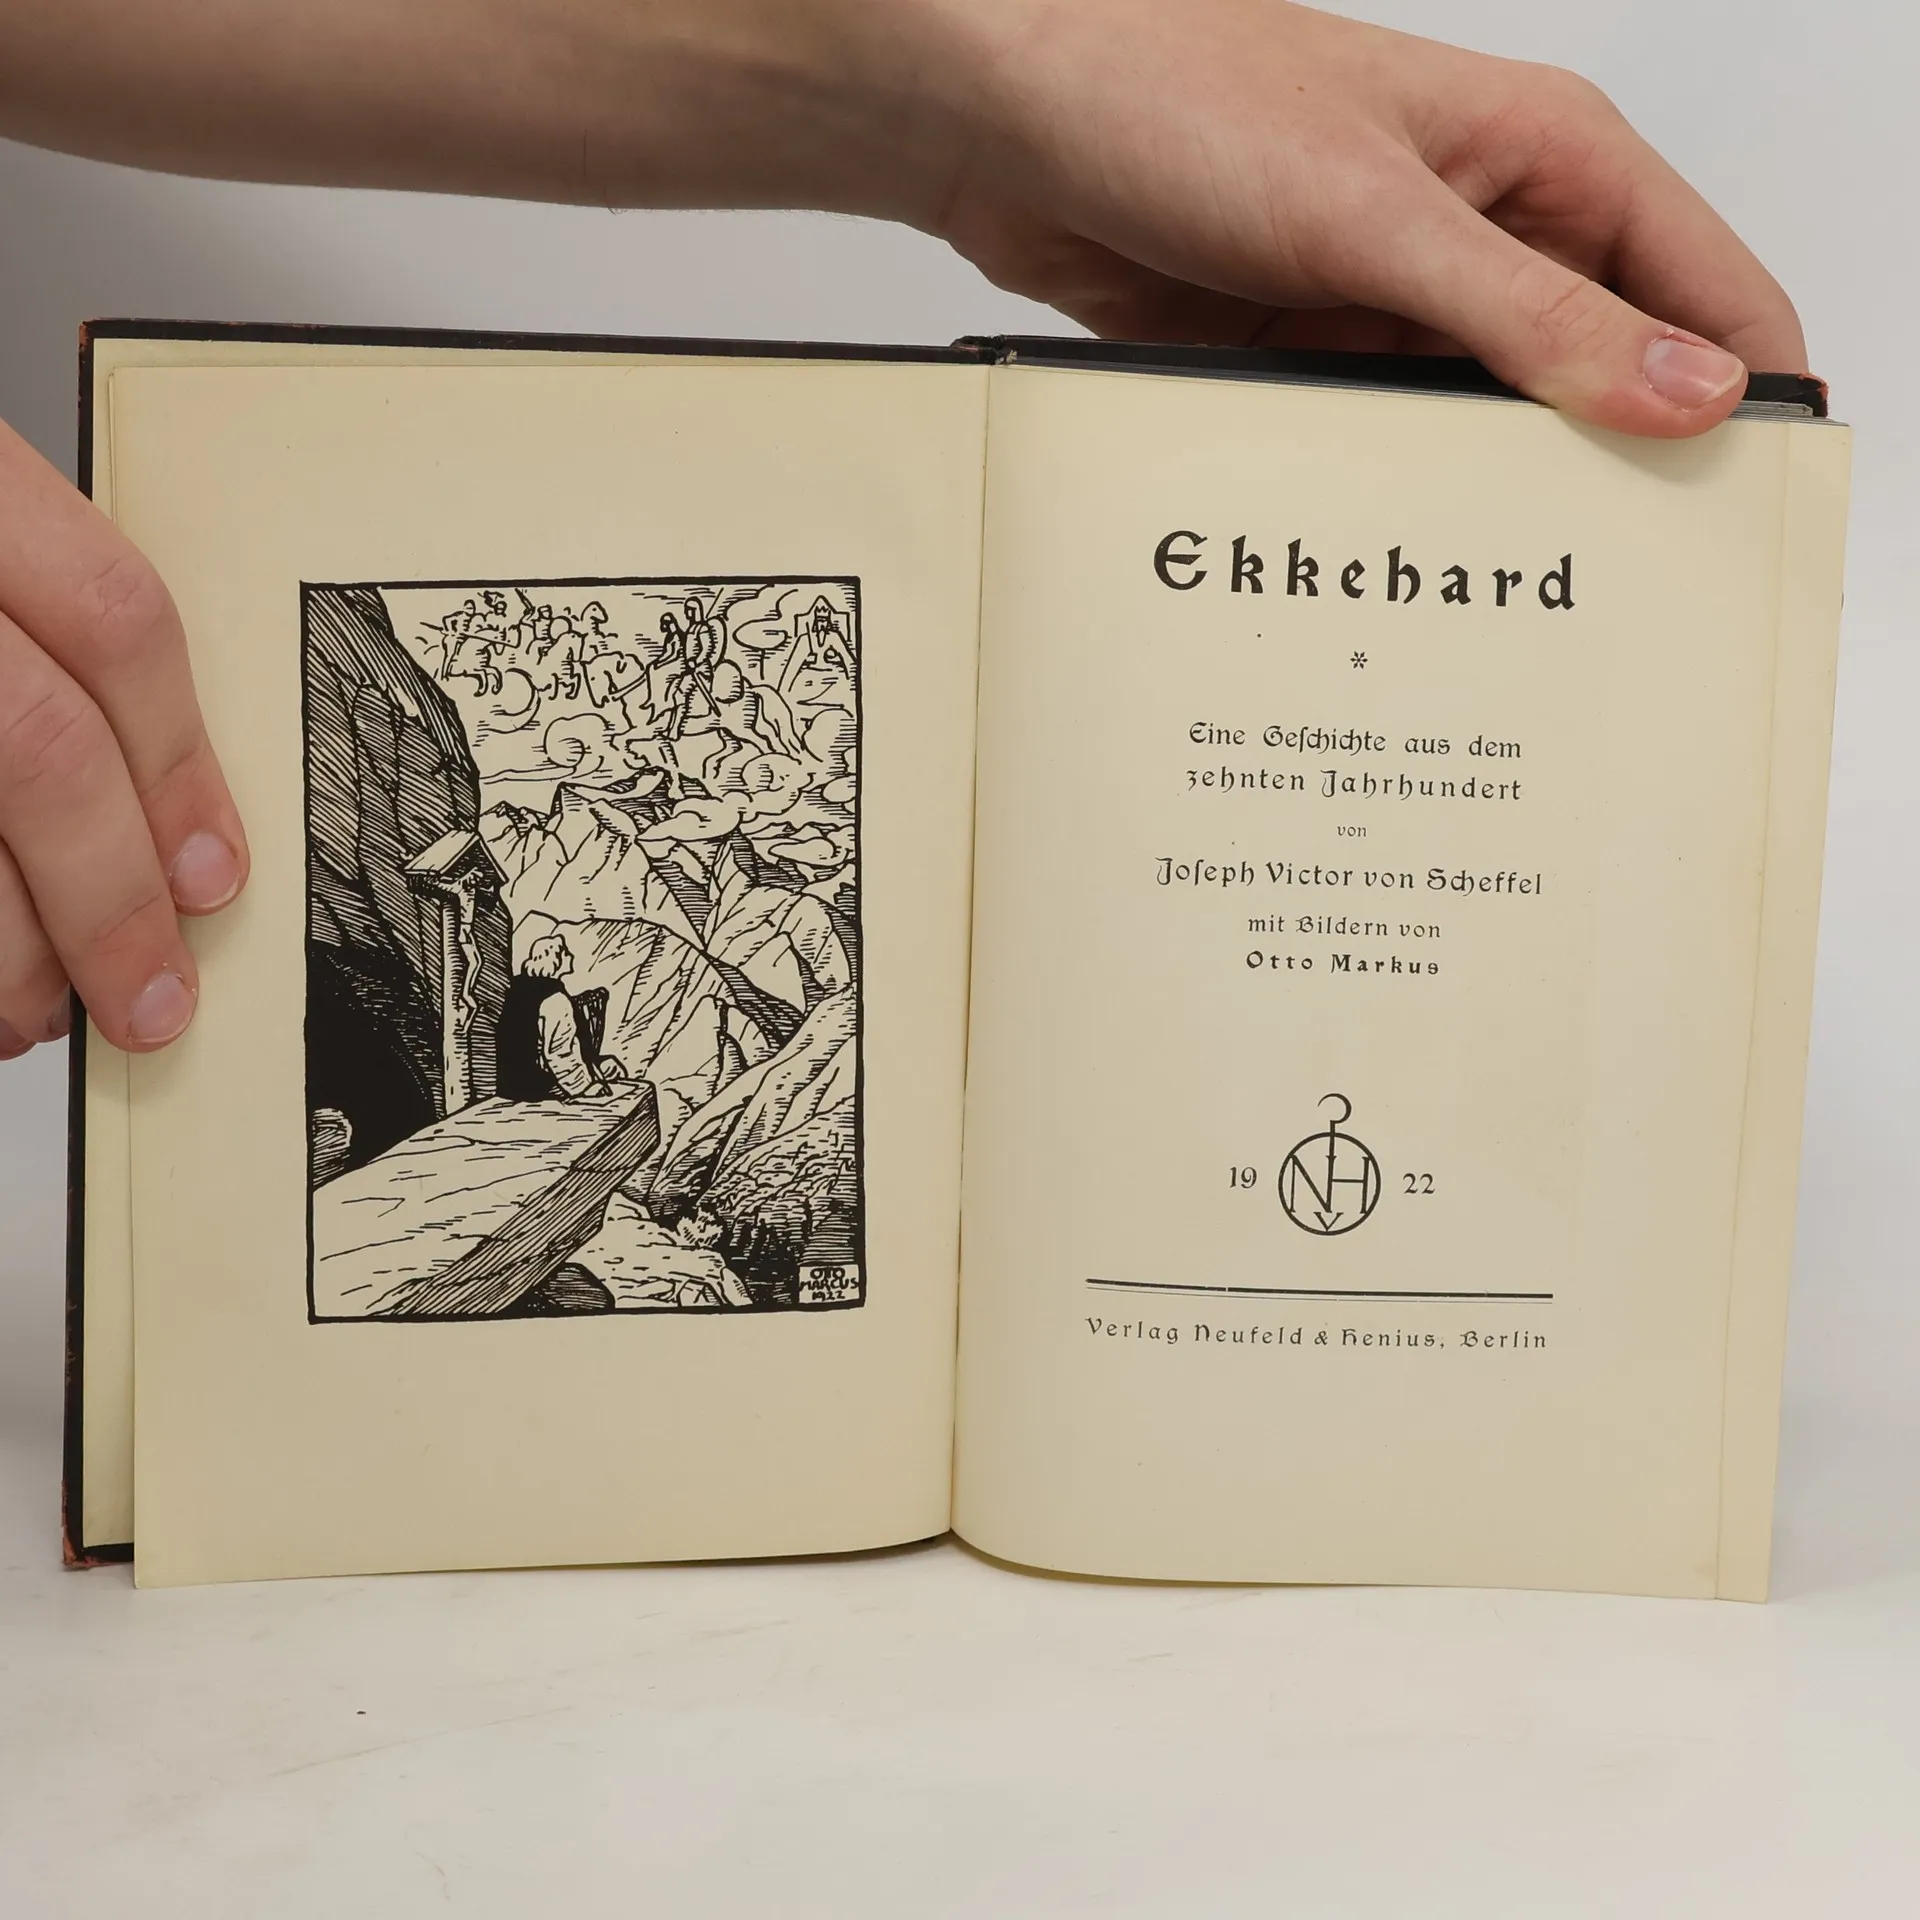 OTTO
MARCUS
1922
Ekkehard
*
Eine Geſchichte aus dem
zehnten Jahrhundert
von
Joſeph Victor von Scheffel
mit Bildern von
Otto Markus
19 NHV 22
Verlag Neufeld & Henius, Berlin